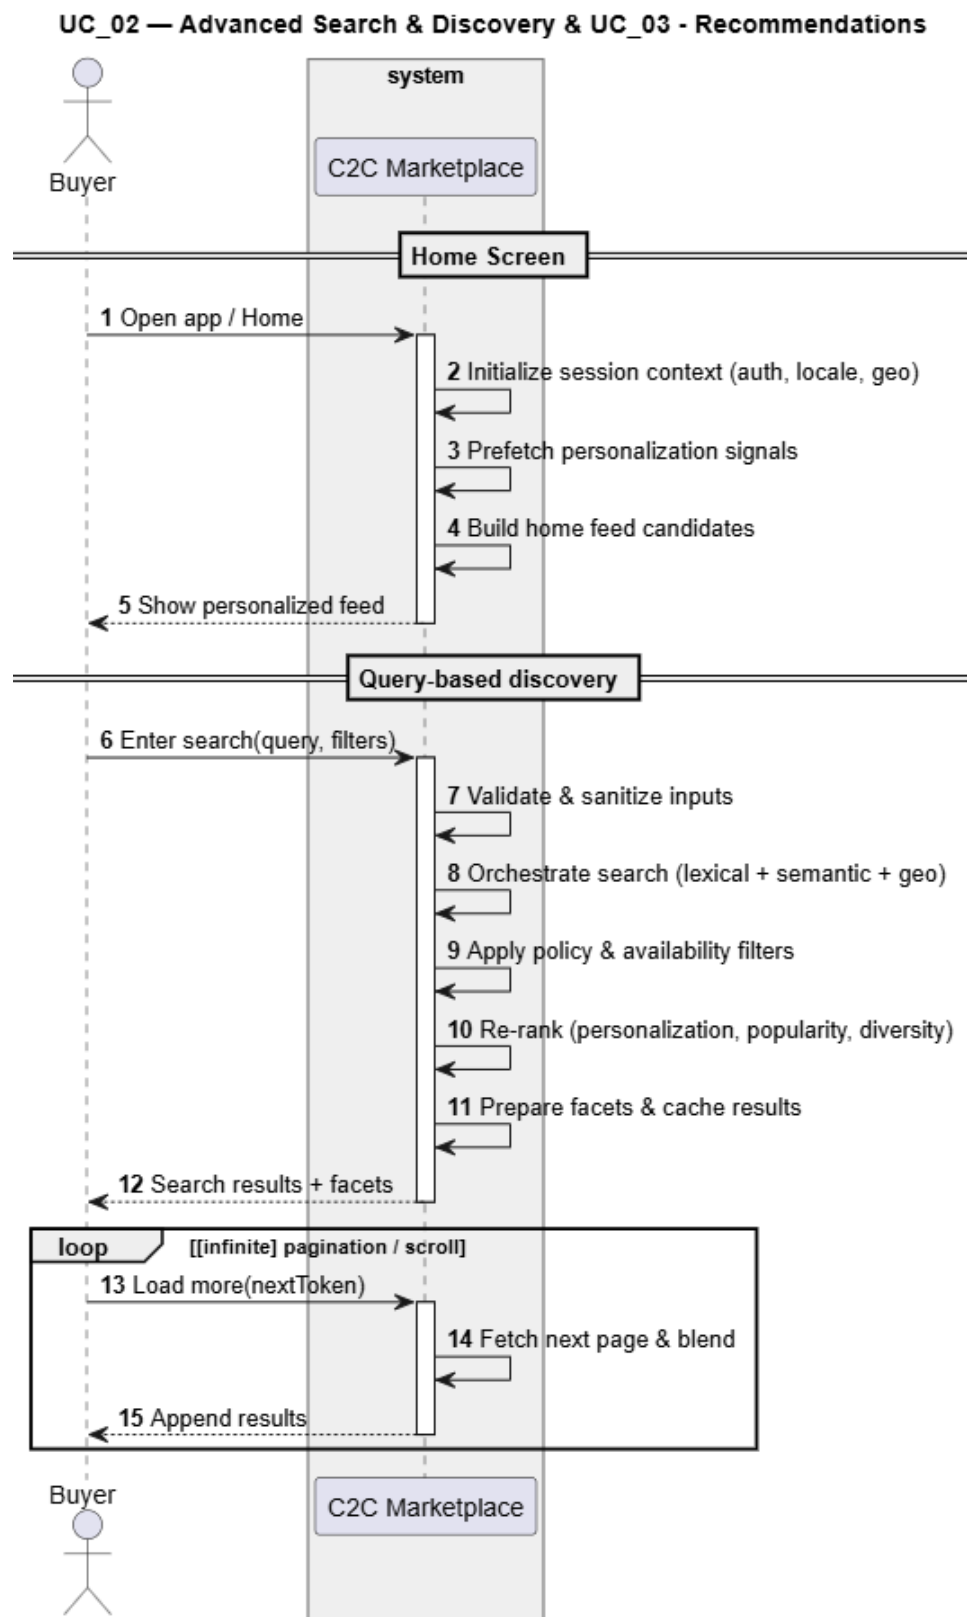 UC_02 — Advanced Search & Discovery & UC_03 - Recommendations
system
Buyer
C2C Marketplace
Home Screen
1 Open app / Home
2 Initialize session context (auth, locale, geo)
3 Prefetch personalization signals
4 Build home feed candidates
5 Show personalized feed
Query-based discovery
6 Enter search(query, filters)
7 Validate & sanitize inputs
8 Orchestrate search (lexical + semantic + geo)
9 Apply policy & availability filters
10 Re-rank (personalization, popularity, diversity)
11 Prepare facets & cache results
12 Search results + facets
loop [[infinite] pagination / scroll]
13 Load more(nextToken)
14 Fetch next page & blend
15 Append results
Buyer
C2C Marketplace